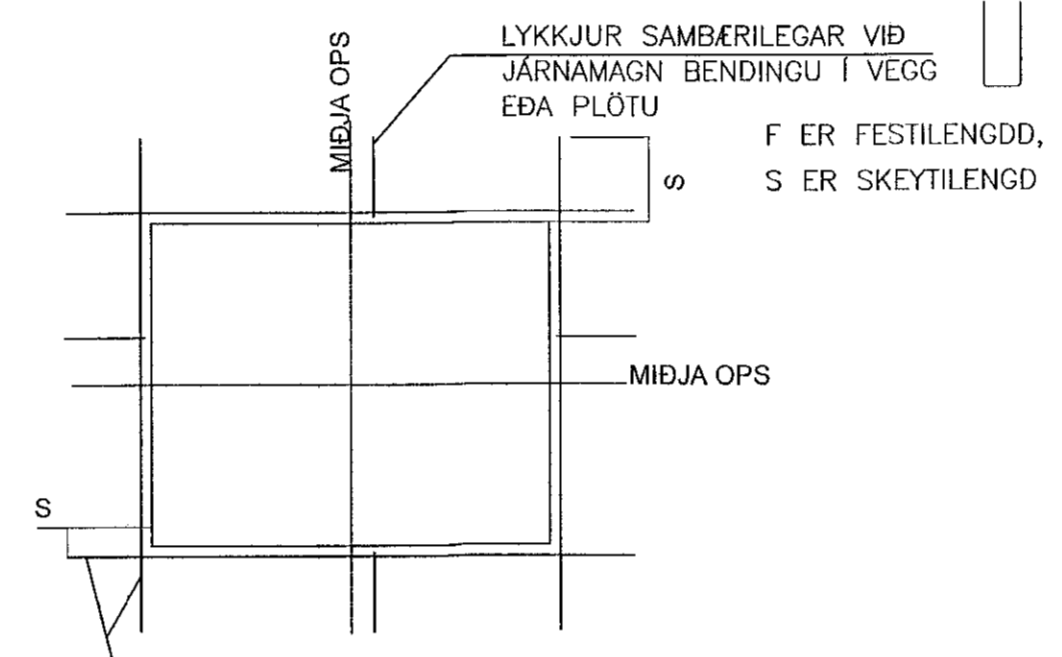 LYKKJUR SAMBÆRILEGAR VIÐ
JÁRNAMAGN BENDINGU Í VEGG
EÐA PLÖTU
F ER FESTILENGDD,
S ER SKEYTILENGD
MIÐJA OPS
S
MIÐJA OPS
S